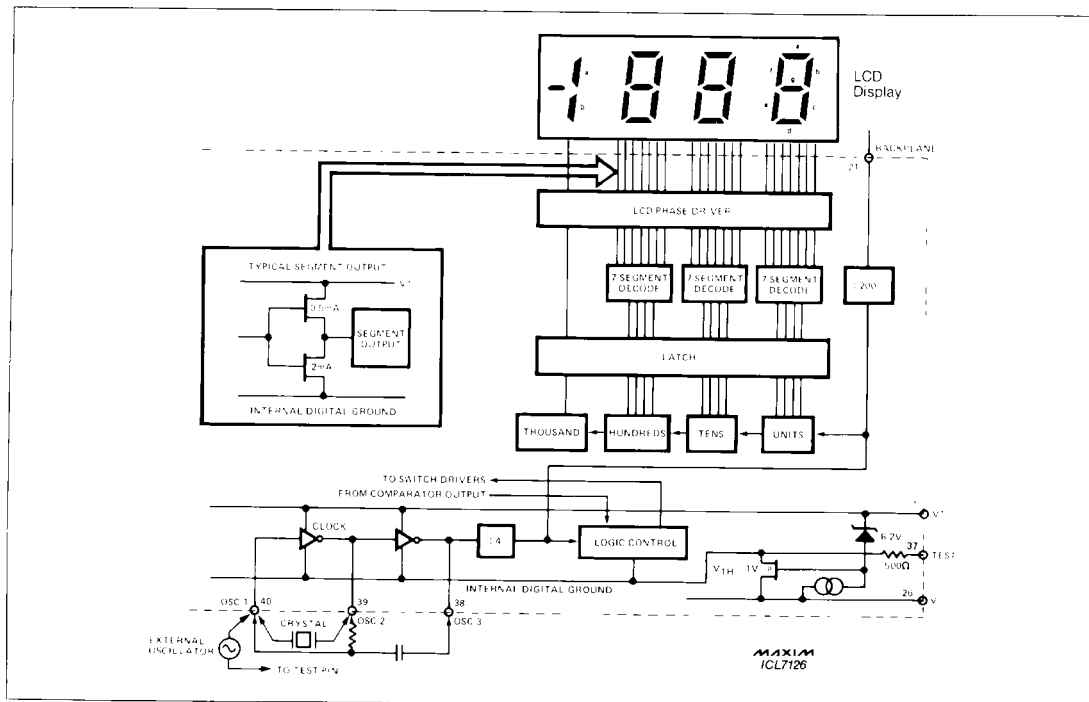 a
b
a
f
b
g
e
c
d
LCD
Display
BACKPLANE
21
LCD PHASE DRIVER
TYPICAL SEGMENT OUTPUT
V+
0.5mA
SEGMENT
OUTPUT
2mA
INTERNAL DIGITAL GROUND
7 SEGMENT
DECODE
7 SEGMENT
DECODE
7 SEGMENT
DECODE
÷200
LATCH
THOUSAND
HUNDREDS
TENS
UNITS
TO SWITCH DRIVERS
FROM COMPARATOR OUTPUT
CLOCK
÷4
LOGIC CONTROL
INTERNAL DIGITAL GROUND
V+
6.2V
37
TEST
500Ω
VTH
1V
26
OSC 1
40
39
OSC 2
38
OSC 3
CRYSTAL
EXTERNAL
OSCILLATOR
TO TEST PIN
MAXIM
ICL7126